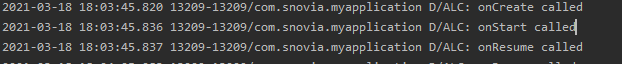 2021-03-18 18:03:45.820 13209-13209/com.snovia.myapplication D/ALC: onCreate called
2021-03-18 18:03:45.836 13209-13209/com.snovia.myapplication D/ALC: onStart called
2021-03-18 18:03:45.837 13209-13209/com.snovia.myapplication D/ALC: onResume called